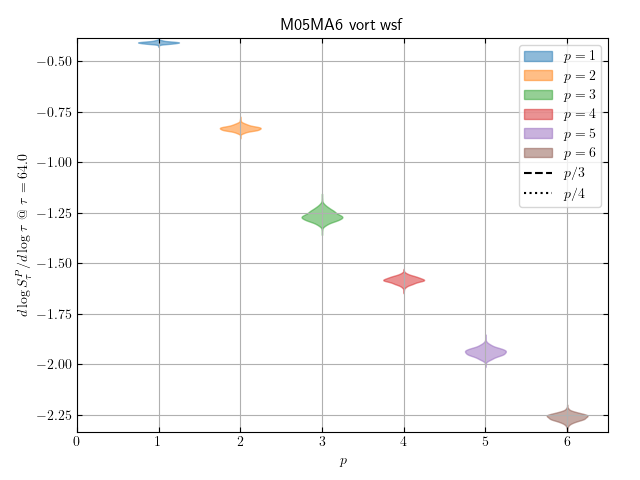 M05MA6 vort wsf
d log S_τ^P / d log τ @ τ = 64.0
−0.50
−0.75
−1.00
−1.25
−1.50
−1.75
−2.00
−2.25
0 1 2 3 4 5 6
p
p = 1
p = 2
p = 3
p = 4
p = 5
p = 6
p/3
p/4